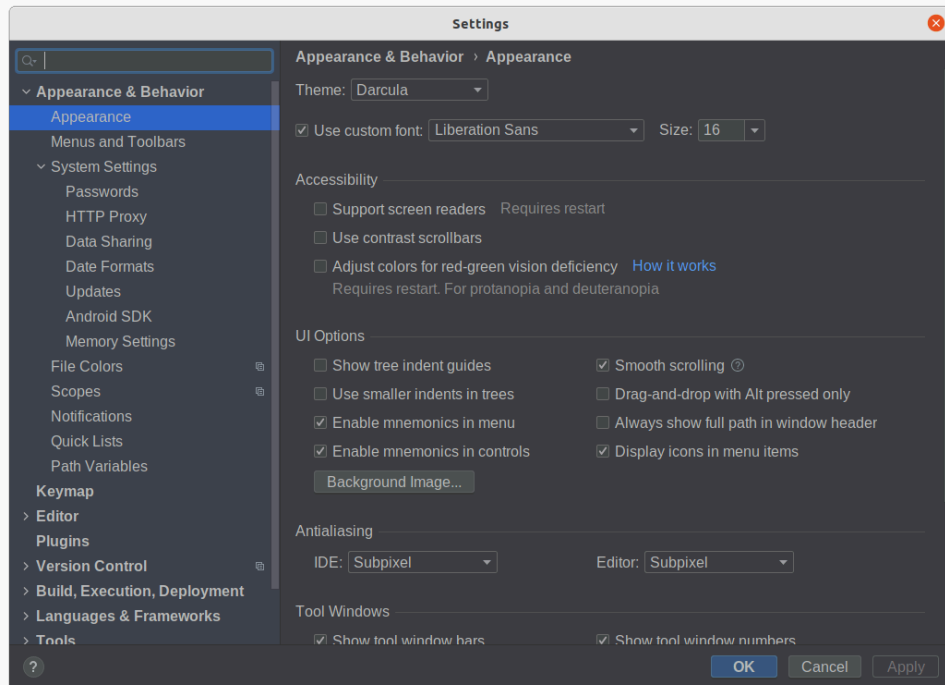 Settings
Appearance & Behavior
Appearance
Menus and Toolbars
System Settings
Passwords
HTTP Proxy
Data Sharing
Date Formats
Updates
Android SDK
Memory Settings
File Colors
Scopes
Notifications
Quick Lists
Path Variables
Keymap
Editor
Plugins
Version Control
Build, Execution, Deployment
Languages & Frameworks
Tools
?
Appearance & Behavior › Appearance
Theme: Darcula
Use custom font: Liberation Sans Size: 16
Accessibility
Support screen readers Requires restart
Use contrast scrollbars
Adjust colors for red-green vision deficiency How it works
Requires restart. For protanopia and deuteranopia
UI Options
Show tree indent guides Smooth scrolling ?
Use smaller indents in trees Drag-and-drop with Alt pressed only
Enable mnemonics in menu Always show full path in window header
Enable mnemonics in controls Display icons in menu items
Background Image...
Antialiasing
IDE: Subpixel Editor: Subpixel
Tool Windows
Show tool window bars Show tool window numbers
OK Cancel Apply